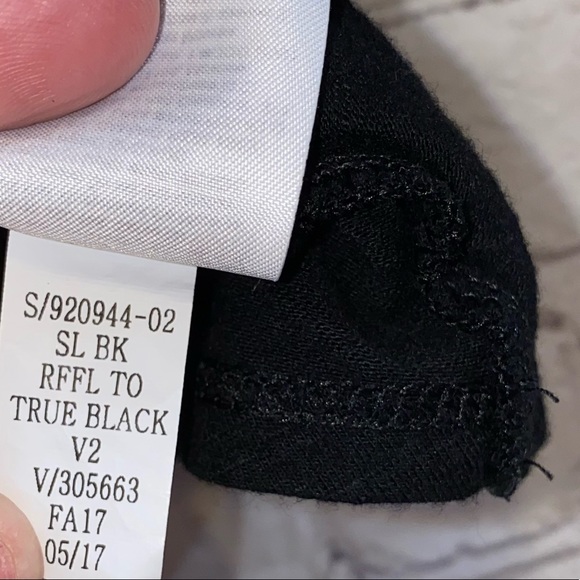 S/920944-02
SL BK
RFFL TO
TRUE BLACK
V2
V/305663
FA17
05/17